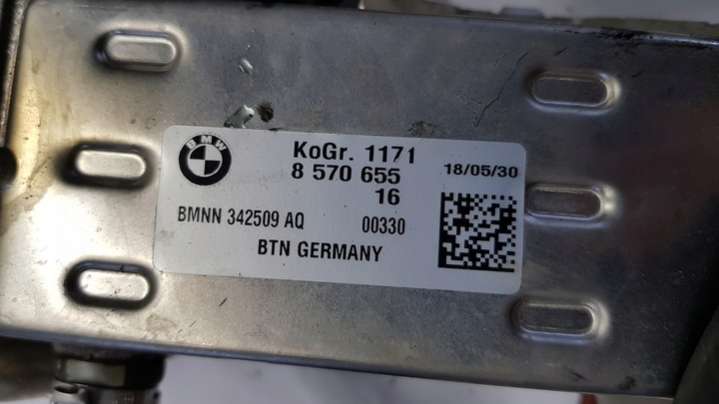 BMW
KoGr. 1171
8 570 655
18/05/30
16
BMNN 342509 AQ 00330
BTN GERMANY